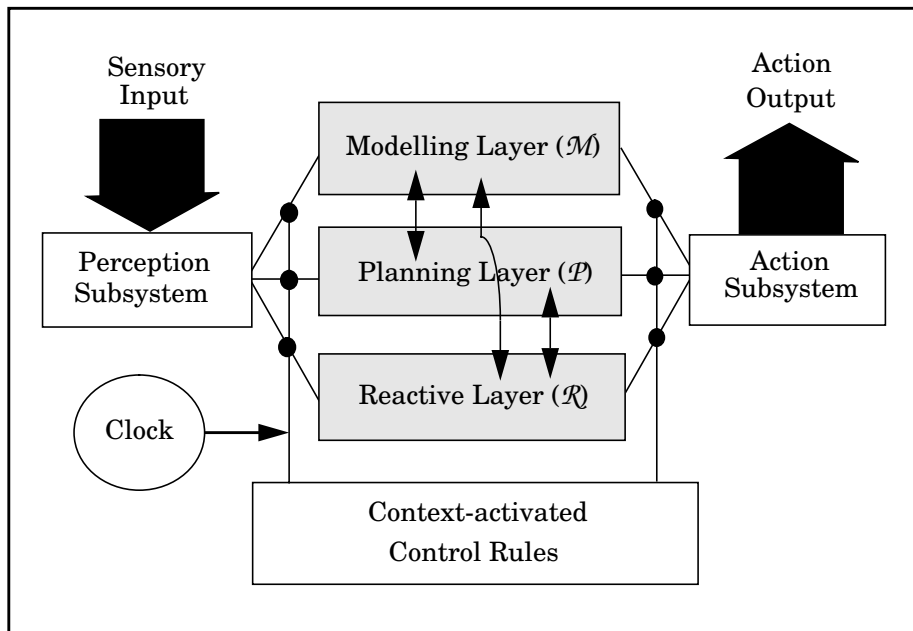 Sensory
Input
Action
Output
Modelling Layer (ℳ)
Perception
Subsystem
Planning Layer (𝒫)
Action
Subsystem
Reactive Layer (ℛ)
Clock
Context-activated
Control Rules